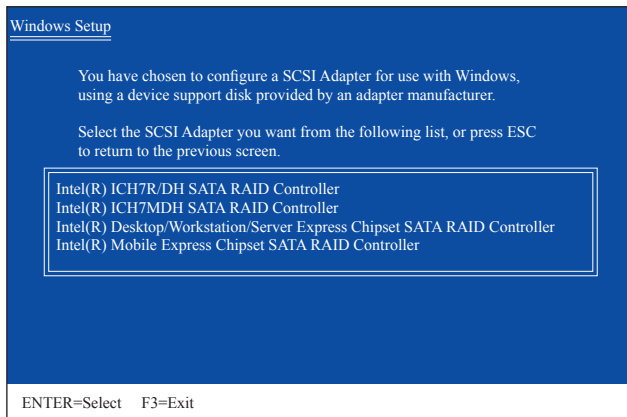 Windows Setup
You have chosen to configure a SCSI Adapter for use with Windows,
using a device support disk provided by an adapter manufacturer.
Select the SCSI Adapter you want from the following list, or press ESC
to return to the previous screen.
Intel(R) ICH7R/DH SATA RAID Controller
Intel(R) ICH7MDH SATA RAID Controller
Intel(R) Desktop/Workstation/Server Express Chipset SATA RAID Controller
Intel(R) Mobile Express Chipset SATA RAID Controller
ENTER=Select F3=Exit